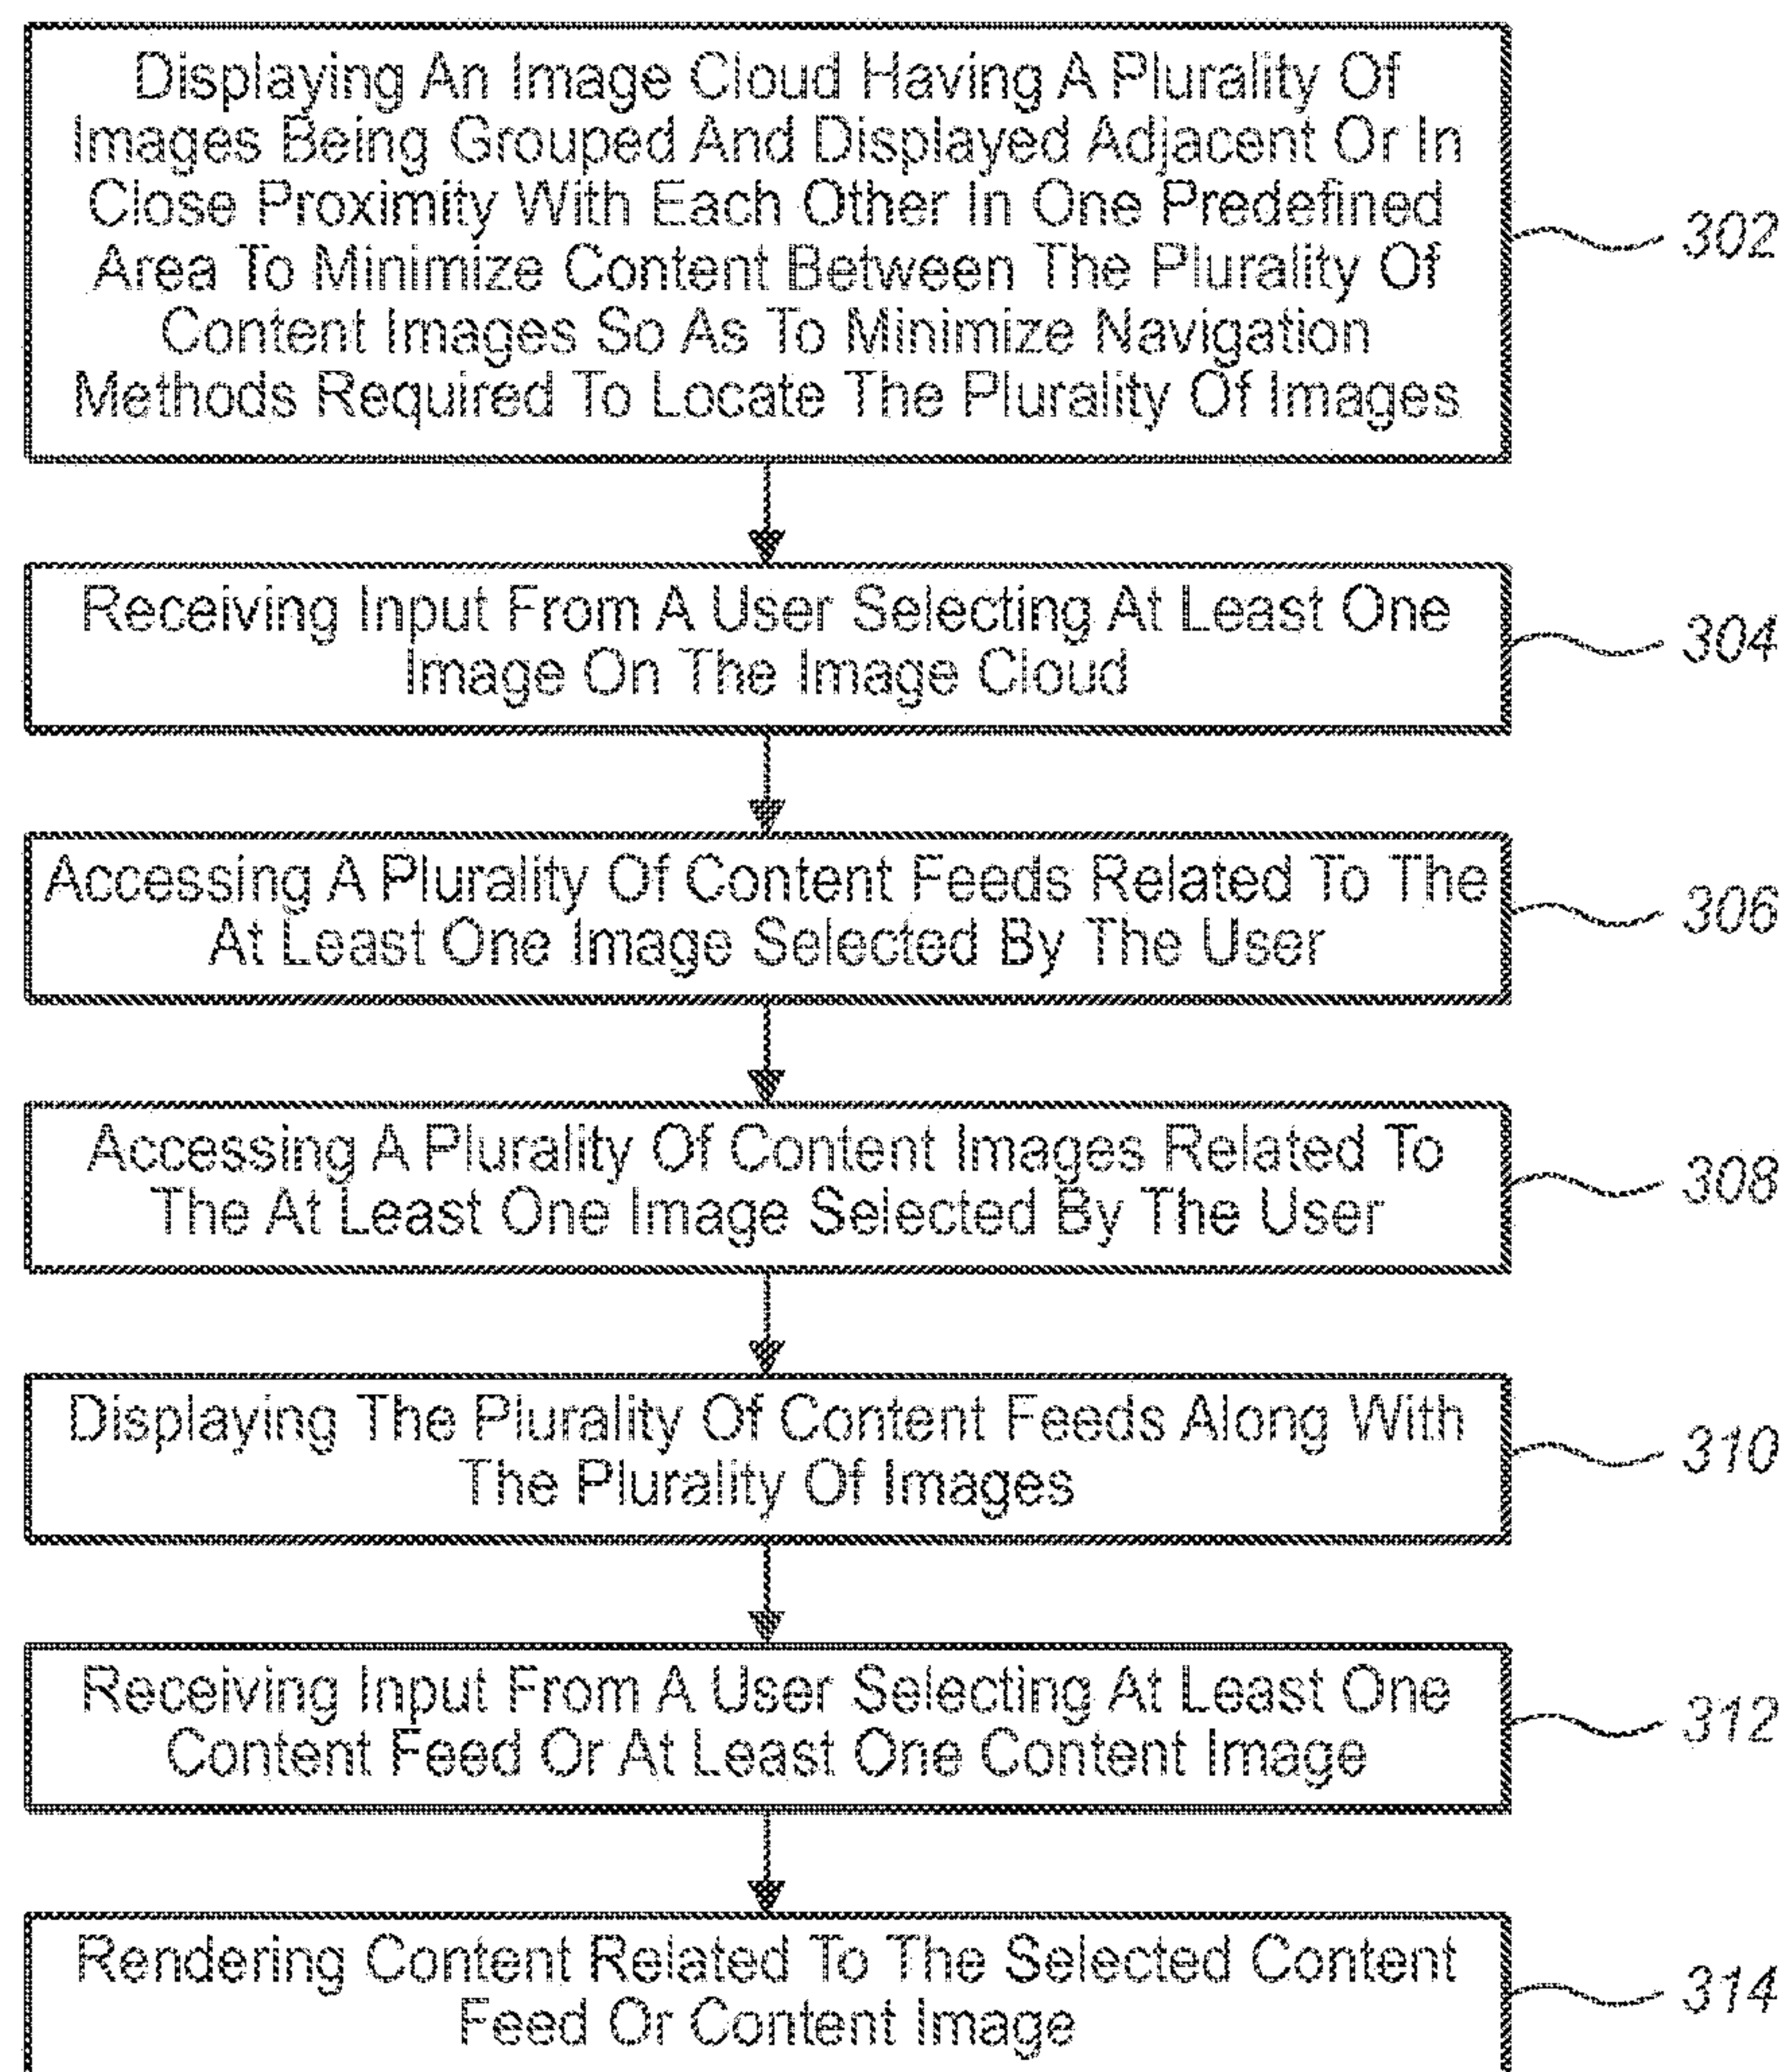 Displaying An Image Cloud Having A Plurality Of
Images Being Grouped And Displayed Adjacent Or In
Close Proximity With Each Other In One Predefined
Area To Minimize Content Between The Plurality Of
Content Images So As To Minimize Navigation
Methods Required To Locate The Plurality Of Images
302
Receiving Input From A User Selecting At Least One
Image On The Image Cloud
304
Accessing A Plurality Of Content Feeds Related To The
At Least One Image Selected By The User
306
Accessing A Plurality Of Content Images Related To
The At Least One Image Selected By The User
308
Displaying The Plurality Of Content Feeds Along With
The Plurality Of Images
310
Receiving Input From A User Selecting At Least One
Content Feed Or At Least One Content Image
312
Rendering Content Related To The Selected Content
Feed Or Content Image
314